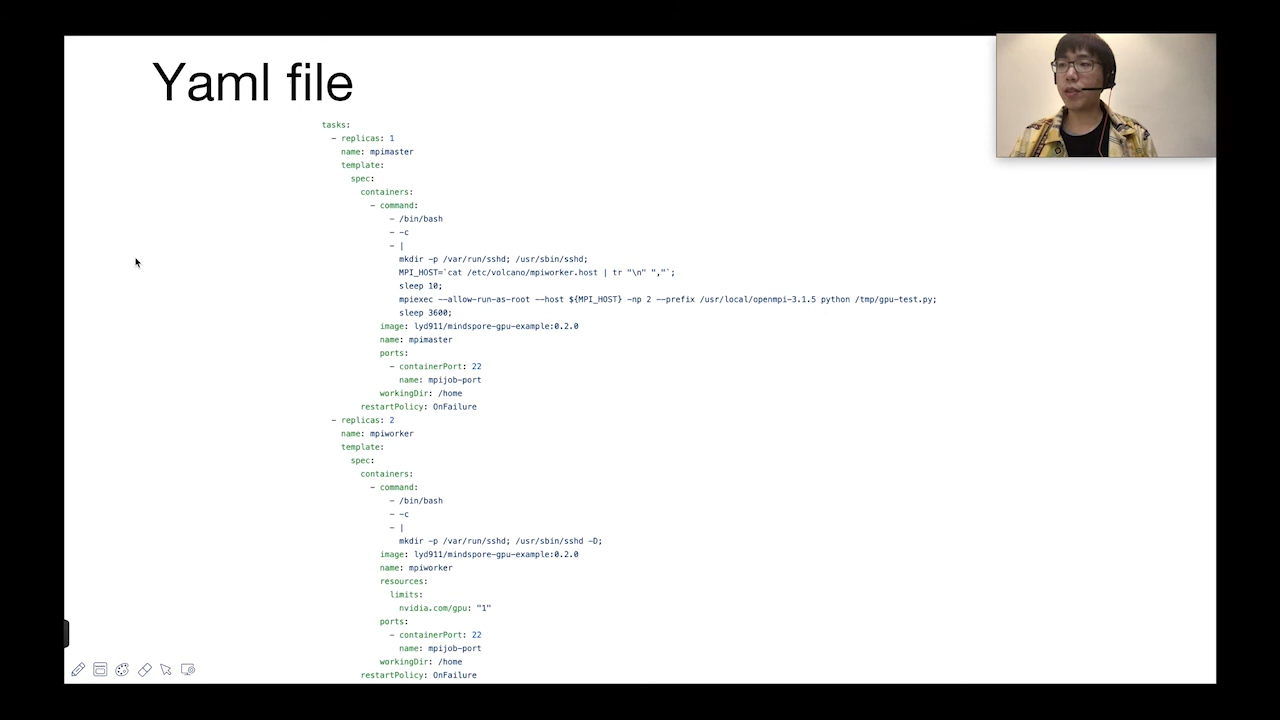 Yaml file
tasks:
- replicas: 1
name: mpimaster
template:
spec:
containers:
- command:
- /bin/bash
- -c
- |
mkdir -p /var/run/sshd; /usr/sbin/sshd;
MPI_HOST=`cat /etc/volcano/mpiworker.host | tr "\n" ","`;
sleep 10;
mpiexec --allow-run-as-root --host ${MPI_HOST} -np 2 --prefix /usr/local/openmpi-3.1.5 python /tmp/gpu-test.py;
sleep 3600;
image: lyd911/mindspore-gpu-example:0.2.0
name: mpimaster
ports:
- containerPort: 22
name: mpijob-port
workingDir: /home
restartPolicy: OnFailure
- replicas: 2
name: mpiworker
template:
spec:
containers:
- command:
- /bin/bash
- -c
- |
mkdir -p /var/run/sshd; /usr/sbin/sshd -D;
image: lyd911/mindspore-gpu-example:0.2.0
name: mpiworker
resources:
limits:
nvidia.com/gpu: "1"
ports:
- containerPort: 22
name: mpijob-port
workingDir: /home
restartPolicy: OnFailure